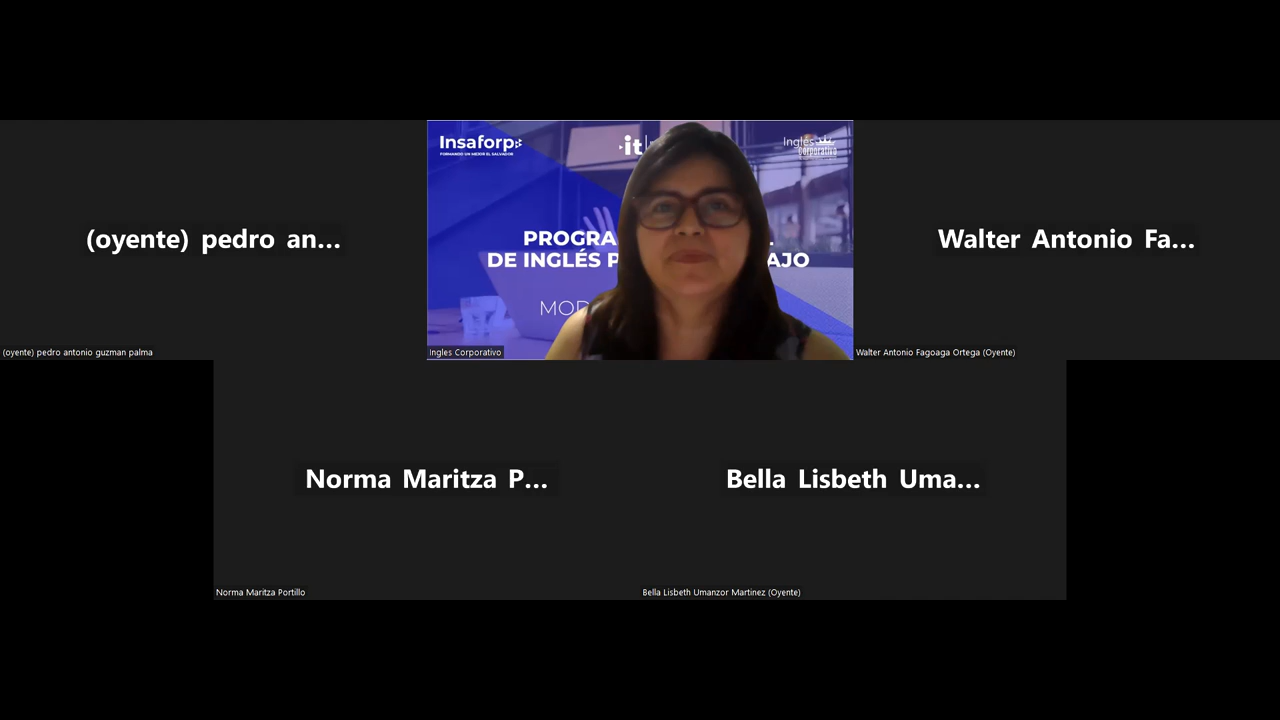 Insaforp
FORMANDO UN MEJOR EL SALVADOR
it
Inglés
corporativo
(oyente) pedro an...
PROGRA
DE INGLÉS P AJO
MOD
Walter Antonio Fa...
(oyente) pedro antonio guzman palma
Ingles Corporativo
Walter Antonio Fagoaga Ortega (Oyente)
Norma Maritza P...
Bella Lisbeth Uma...
Norma Maritza Portillo
Bella Lisbeth Umanzor Martinez (Oyente)